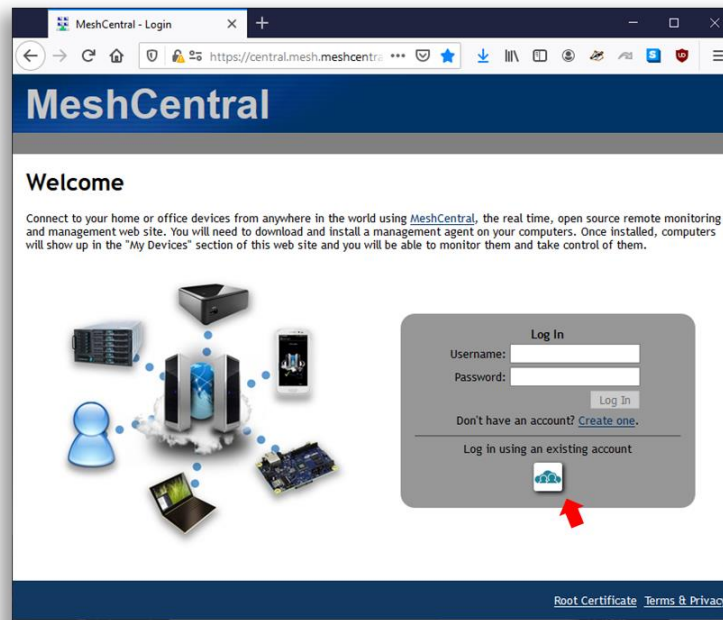 MeshCentral - Login
https://central.mesh.meshcentra
MeshCentral
Welcome
Connect to your home or office devices from anywhere in the world using MeshCentral, the real time, open source remote monitoring
and management web site. You will need to download and install a management agent on your computers. Once installed, computers
will show up in the "My Devices" section of this web site and you will be able to monitor them and take control of them.
Log In
Username:
Password:
Log In
Don't have an account? Create one.
Log in using an existing account
Root Certificate Terms & Privacy